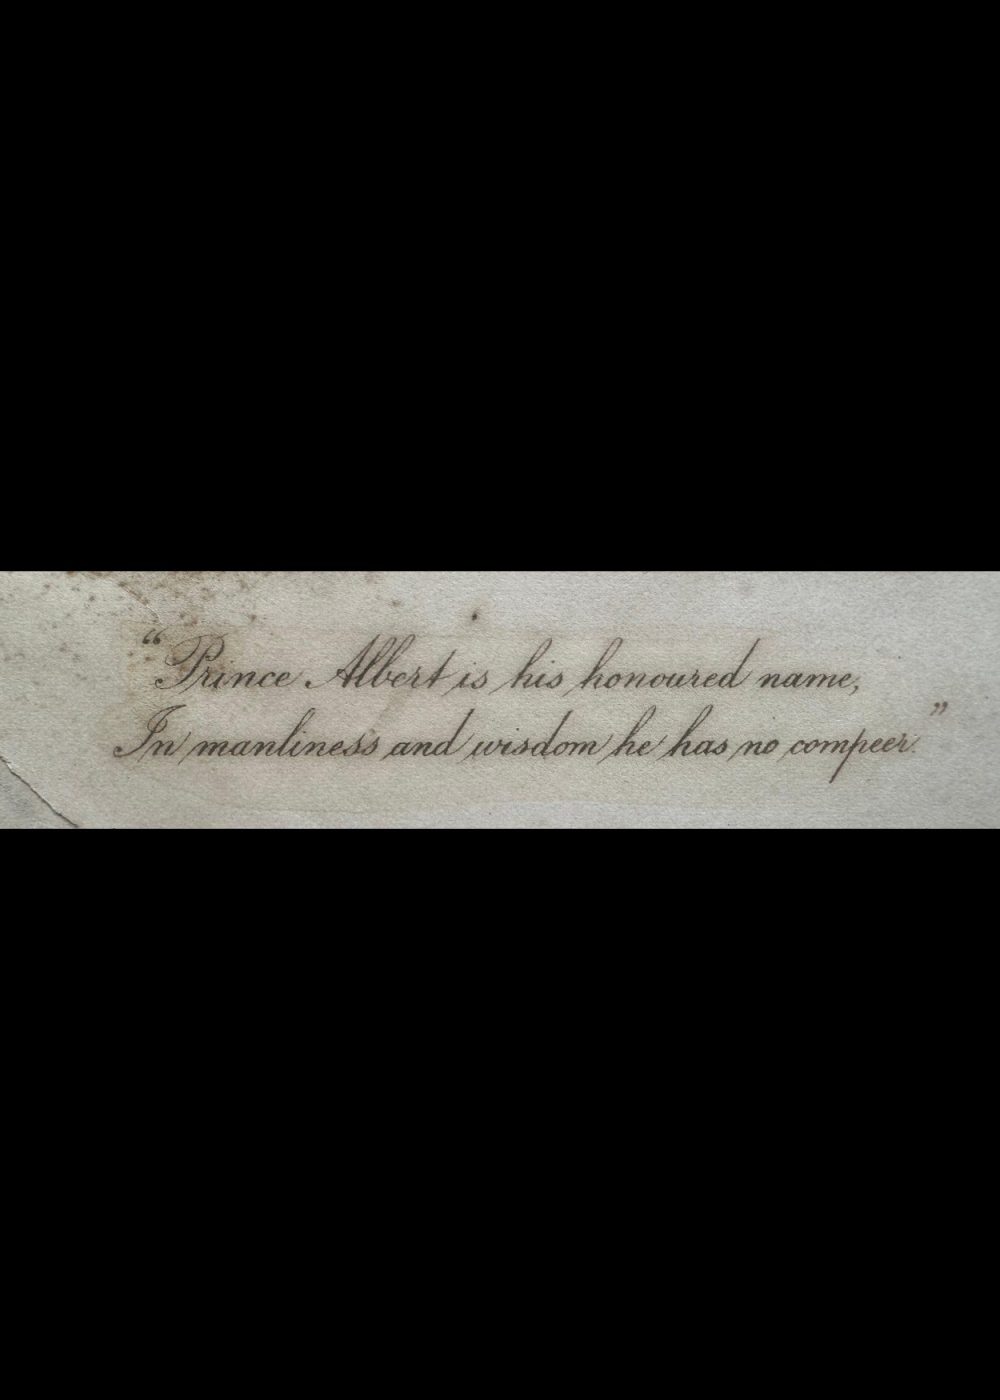 “Prince Albert is his honoured name,
In manliness and wisdom he has no compeer.”